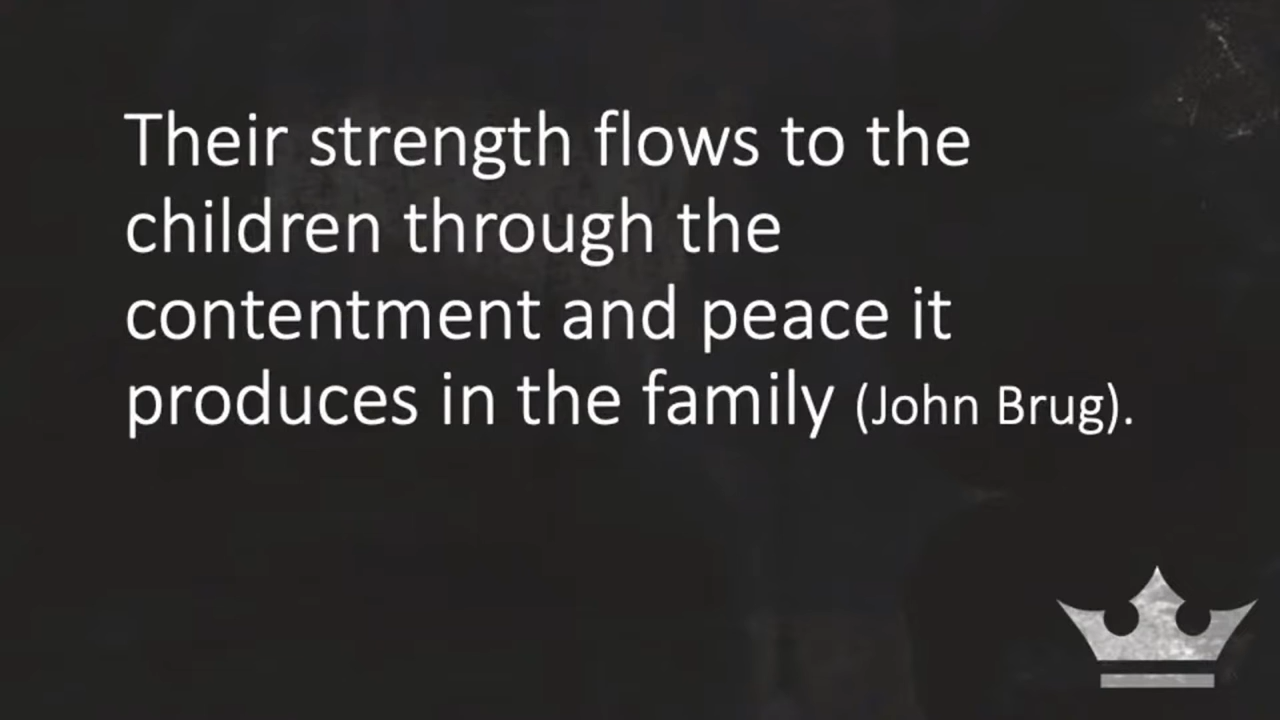 Their strength flows to the
children through the
contentment and peace it
produces in the family (John Brug).